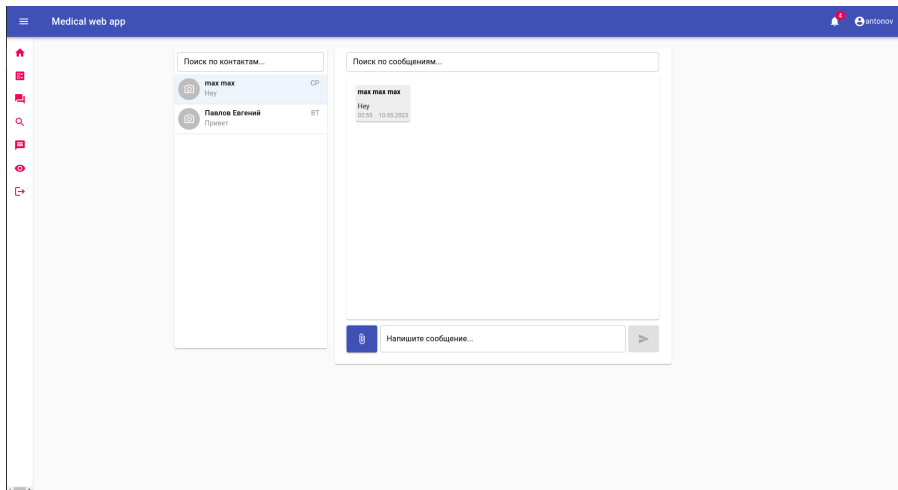 Medical web app
4
antonov
Поиск по контактам...
max max
СР
Hey
Павлов Евгений
ВТ
Привет
Поиск по сообщениям...
max max max
Hey
02:55 10.05.2023
Напишите сообщение...